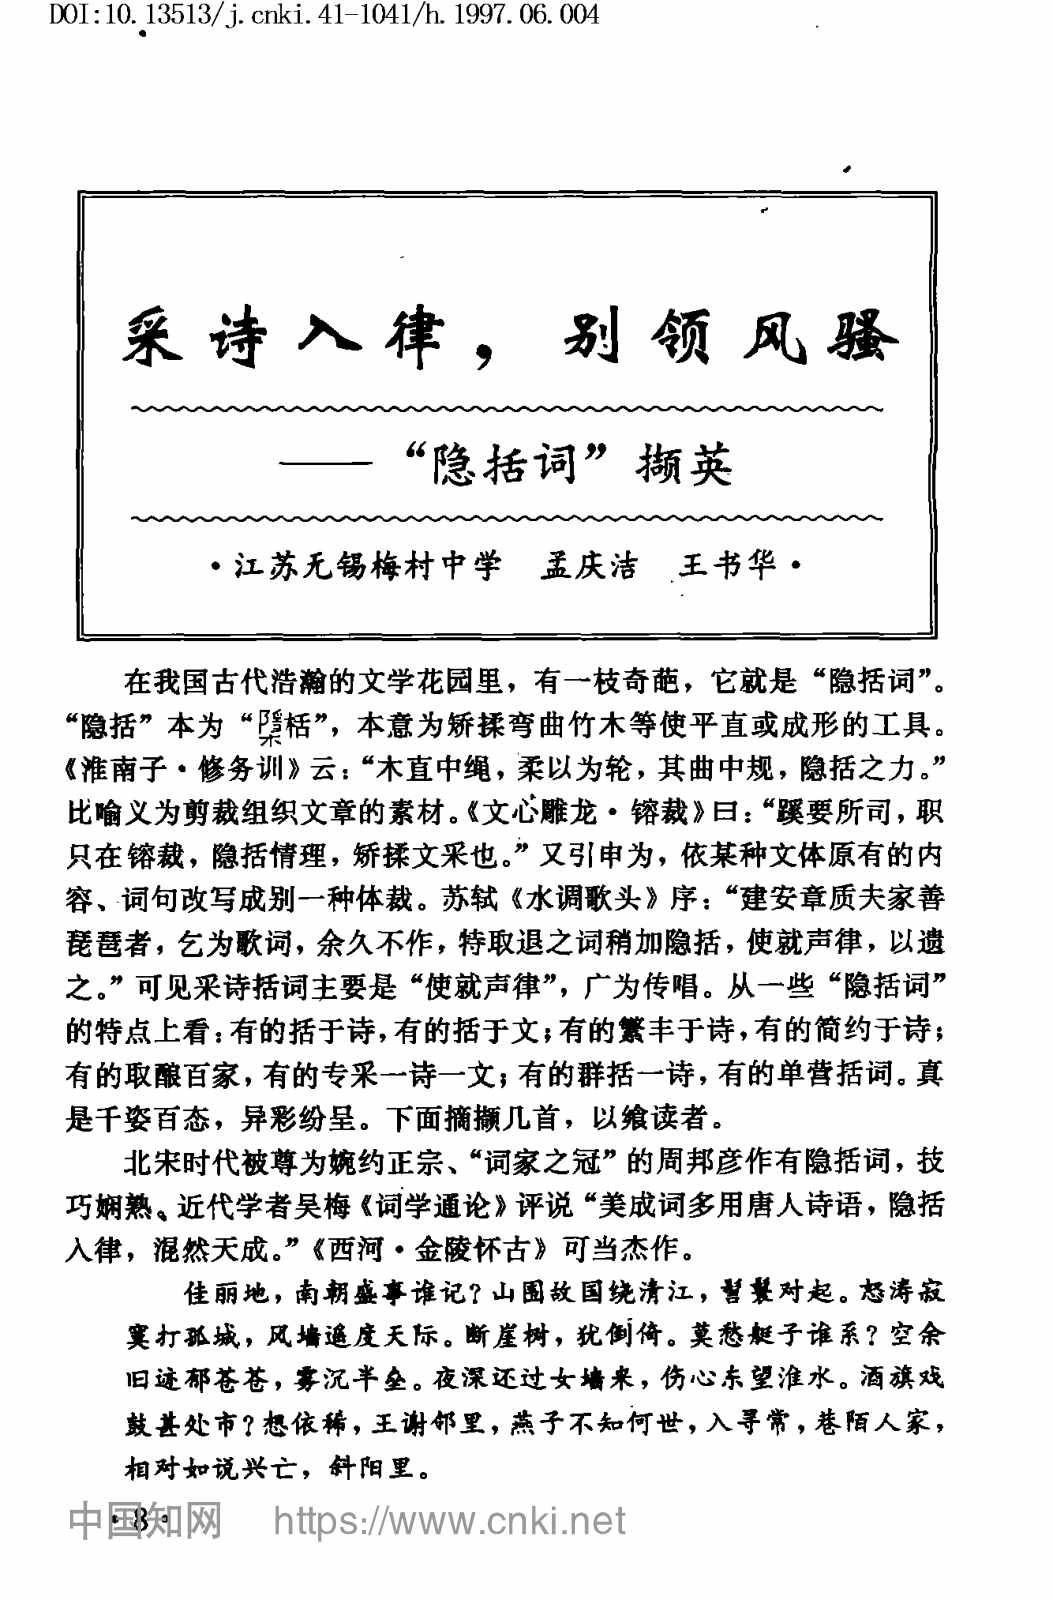 DOI:10.13513/j.cnki.41-1041/h.1997.06.004
采诗入律，别领风骚
——“隐括词”撷英
·江苏无锡梅村中学 孟庆洁 王书华·
在我国古代浩瀚的文学花园里，有一枝奇葩，它就是“隐括词”。
“隐括”本为“檃栝”，本意为矫揉弯曲竹木等使平直或成形的工具。
《淮南子·修务训》云：“木直中绳，柔以为轮，其曲中规，隐括之力。”
比喻义为剪裁组织文章的素材。《文心雕龙·镕裁》曰：“蹊要所司，职
只在镕裁，隐括情理，矫揉文采也。”又引申为，依某种文体原有的内
容、词句改写成别一种体裁。苏轼《水调歌头》序：“建安章质夫家善
琵琶者，乞为歌词，余久不作，特取退之词稍加隐括，使就声律，以遗
之。”可见采诗括词主要是“使就声律”，广为传唱。从一些“隐括词”
的特点上看：有的括于诗，有的括于文；有的繁丰于诗，有的简约于诗；
有的取酿百家，有的专采一诗一文；有的群括一诗，有的单营括词。真
是千姿百态，异彩纷呈。下面摘撷几首，以飨读者。
北宋时代被尊为婉约正宗、“词家之冠”的周邦彦作有隐括词，技
巧娴熟。近代学者吴梅《词学通论》评说“美成词多用唐人诗语，隐括
入律，混然天成。”《西河·金陵怀古》可当杰作。
佳丽地，南朝盛事谁记？山围故国绕清江，髻鬟对起。怒涛寂
寞打孤城，风墙遥度天际。断崖树，犹倒倚。莫愁艇子谁系？空余
旧迹郁苍苍，雾沉半垒。夜深还过女墙来，伤心东望淮水。酒旗戏
鼓甚处市？想依稀，王谢邻里，燕子不知何世，入寻常，巷陌人家，
相对如说兴亡，斜阳里。
·8·
中国知网 https://www.cnki.net